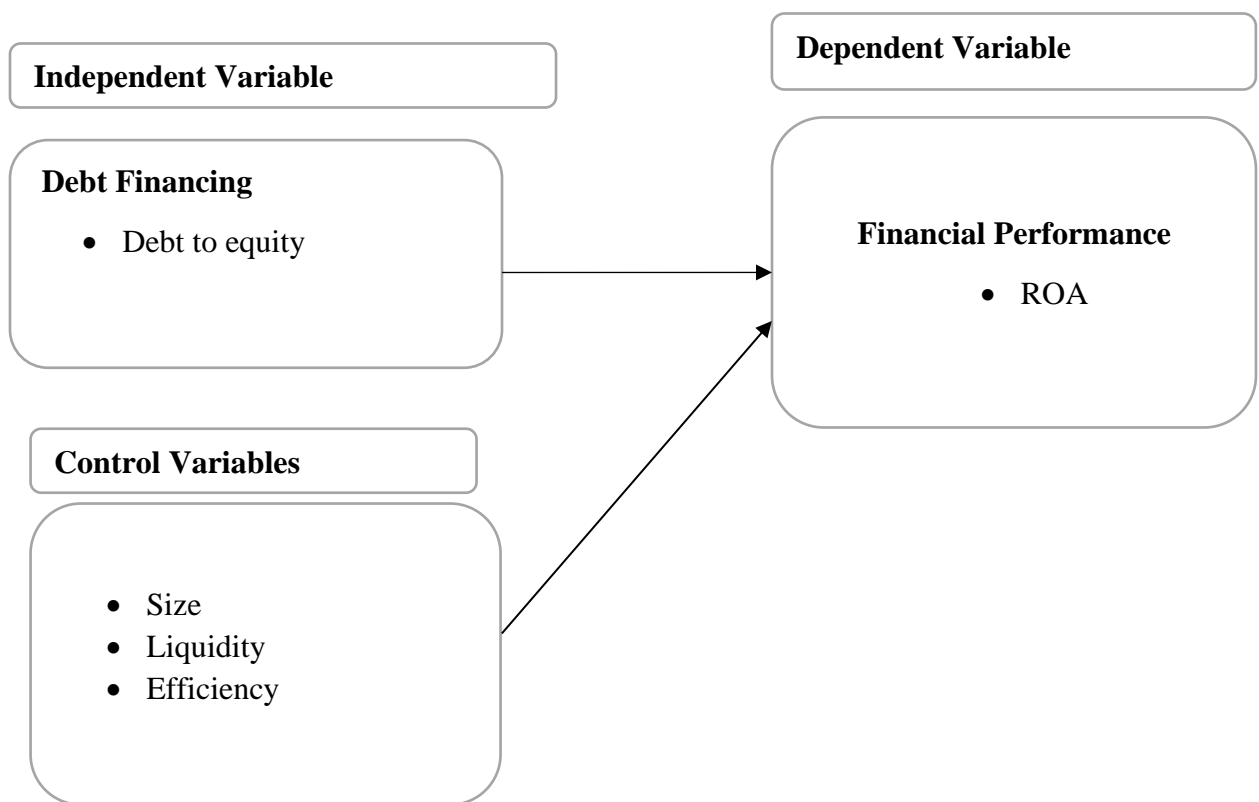 Independent Variable
Debt Financing
• Debt to equity
Control Variables
• Size
• Liquidity
• Efficiency
Dependent Variable
Financial Performance
• ROA